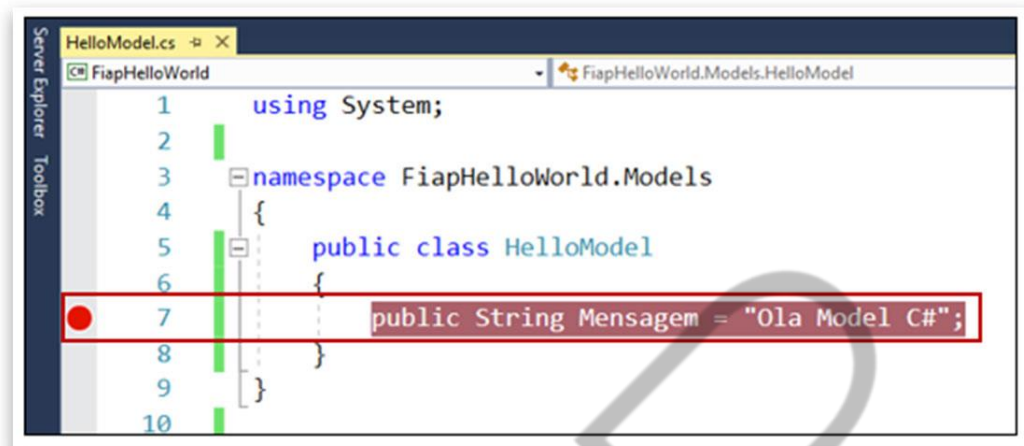 Server Explorer
Toolbox
HelloModel.cs
C# FiapHelloWorld
FiapHelloWorld.Models.HelloModel
1 using System;
2
3 namespace FiapHelloWorld.Models
4 {
5 public class HelloModel
6 {
7 public String Mensagem = "Ola Model C#";
8 }
9 }
10